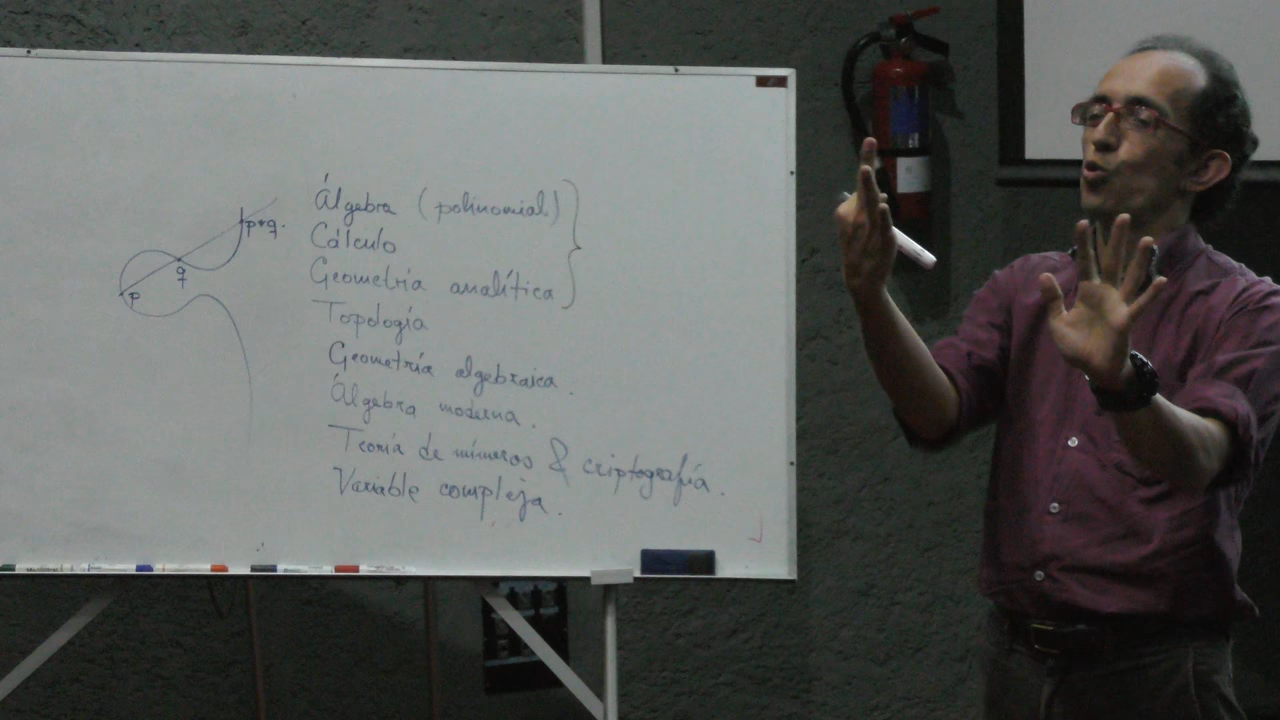 p
q
p+q.
Álgebra (polinomial)
Cálculo
Geometría analítica
Topología
Geometría algebraica.
Álgebra moderna.
Teoría de números & criptografía.
Variable compleja.